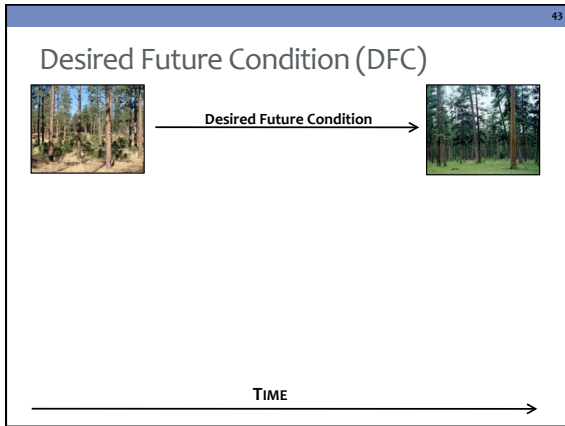 43
Desired Future Condition (DFC)
Desired Future Condition
TIME